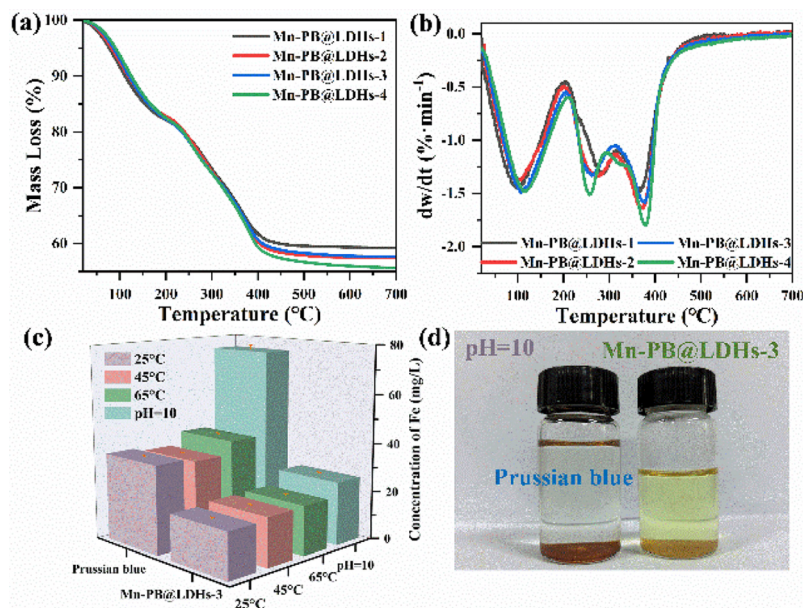 (a)
100
90
80
70
60
Mass Loss (%)
Mn-PB@LDHs-1
Mn-PB@LDHs-2
Mn-PB@LDHs-3
Mn-PB@LDHs-4
100 200 300 400 500 600 700
Temperature (°C)
(b)
0.0
-0.5
-1.0
-1.5
-2.0
dw/dt (%·min⁻¹)
Mn-PB@LDHs-1 Mn-PB@LDHs-3
Mn-PB@LDHs-2 Mn-PB@LDHs-4
0 100 200 300 400 500 600 700
Temperature (°C)
(c)
25°C
45°C
65°C
pH=10
80
60
40
20
0
Concentration of Fe (mg/L)
Prussian blue
Mn-PB@LDHs-3
25°C
45°C
65°C
pH=10
(d)
pH=10
Mn-PB@LDHs-3
Prussian blue